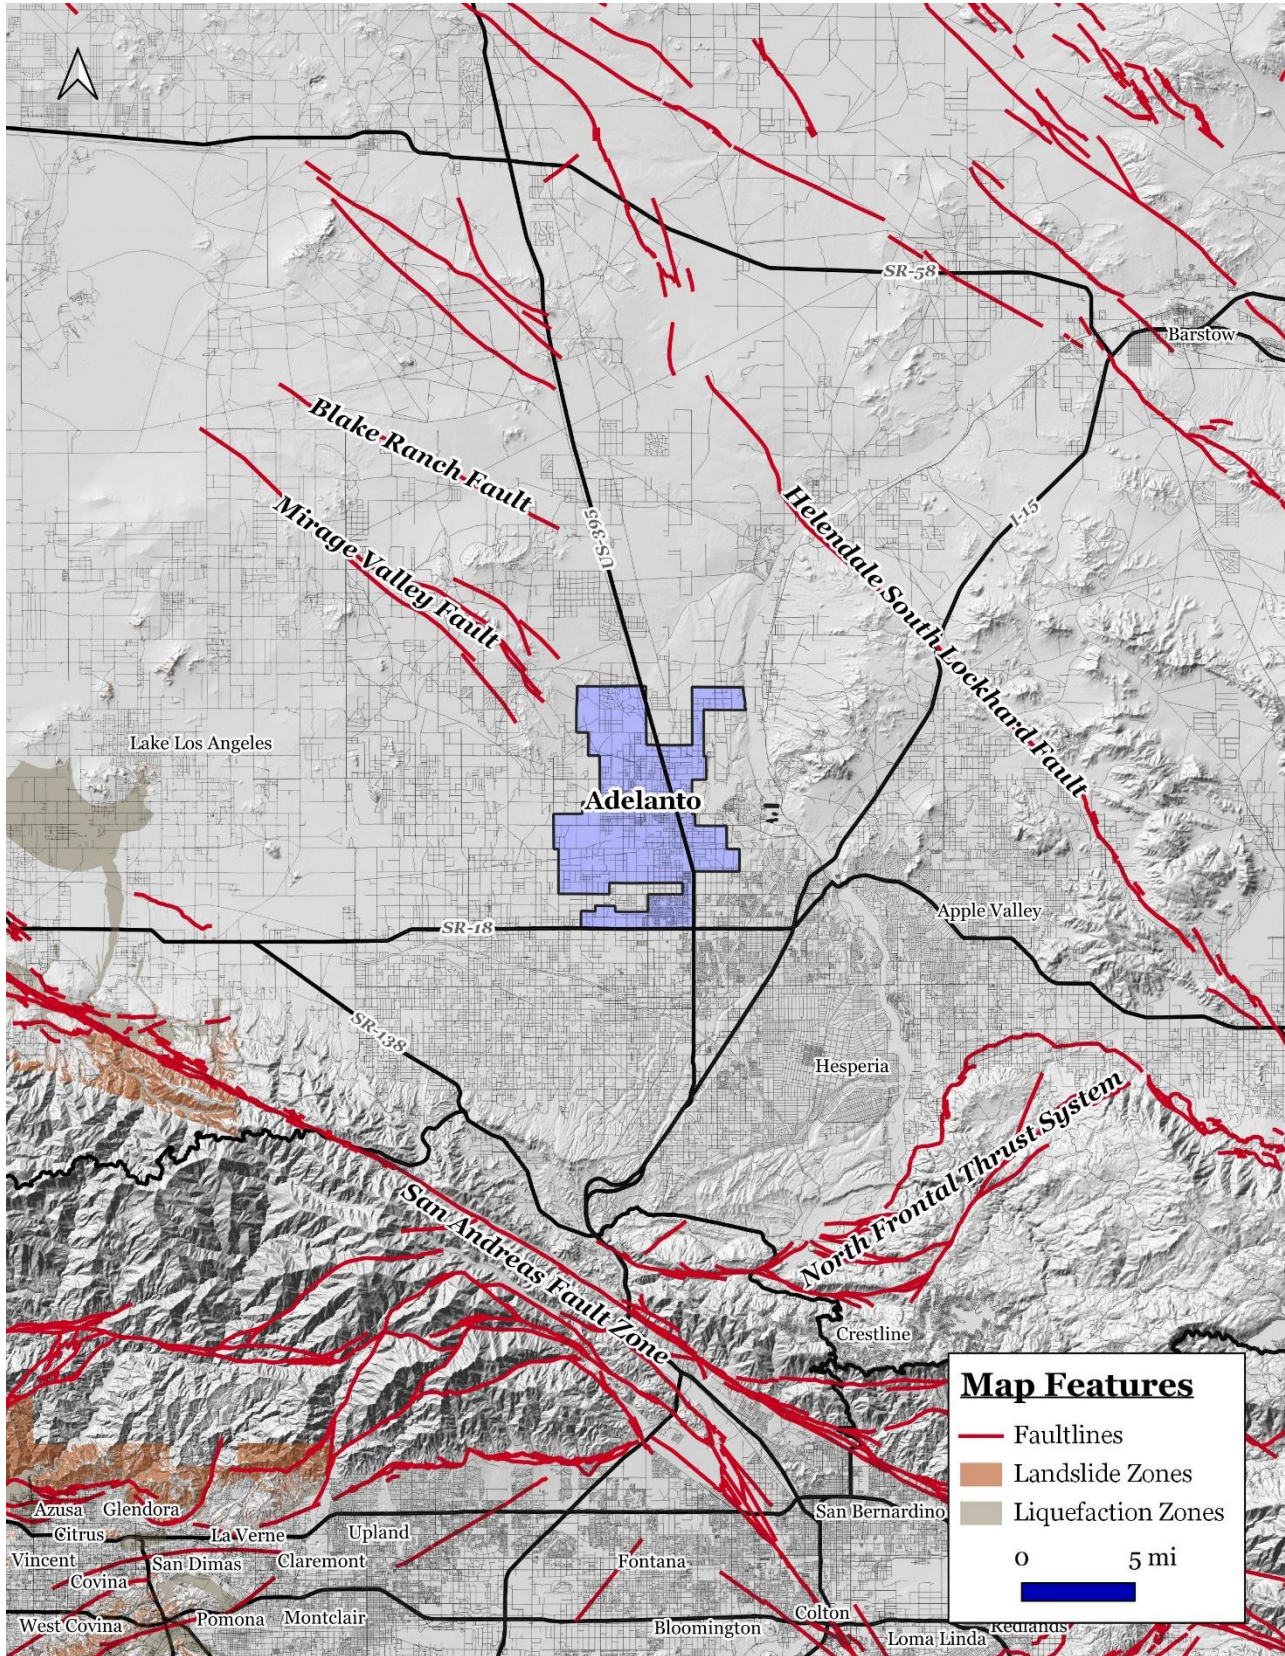 SR-58
Barstow
Blake Ranch Fault
Mirage Valley Fault
US-395
I-15
Helendale South Lockhard Fault
Lake Los Angeles
Adelanto
Apple Valley
SR-18
SR-138
Hesperia
North Frontal Thrust System
San Andreas Fault Zone
Crestline
Map Features
Faultlines
Landslide Zones
Liquefaction Zones
0 5 mi
Azusa
Glendora
Citrus
La Verne
Upland
San Bernardino
Vincent
San Dimas
Claremont
Fontana
Covina
West Covina
Pomona
Montclair
Bloomington
Colton
Loma Linda
Redlands